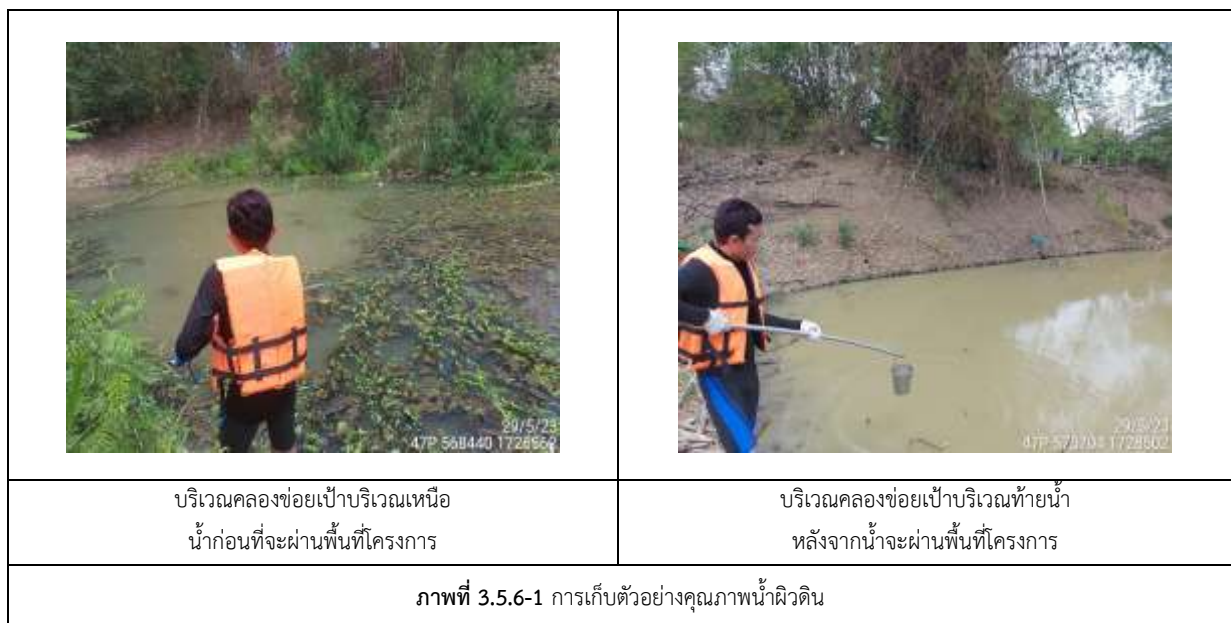 29/5/23
47P 568440 1728562
29/5/23
47P 573704 1728602
บริเวณคลองข่อยเป้าบริเวณเหนือ
น้ำก่อนที่จะผ่านพื้นที่โครงการ
บริเวณคลองข่อยเป้าบริเวณท้ายน้ำ
หลังจากน้ำจะผ่านพื้นที่โครงการ
ภาพที่ 3.5.6-1 การเก็บตัวอย่างคุณภาพน้ำผิวดิน